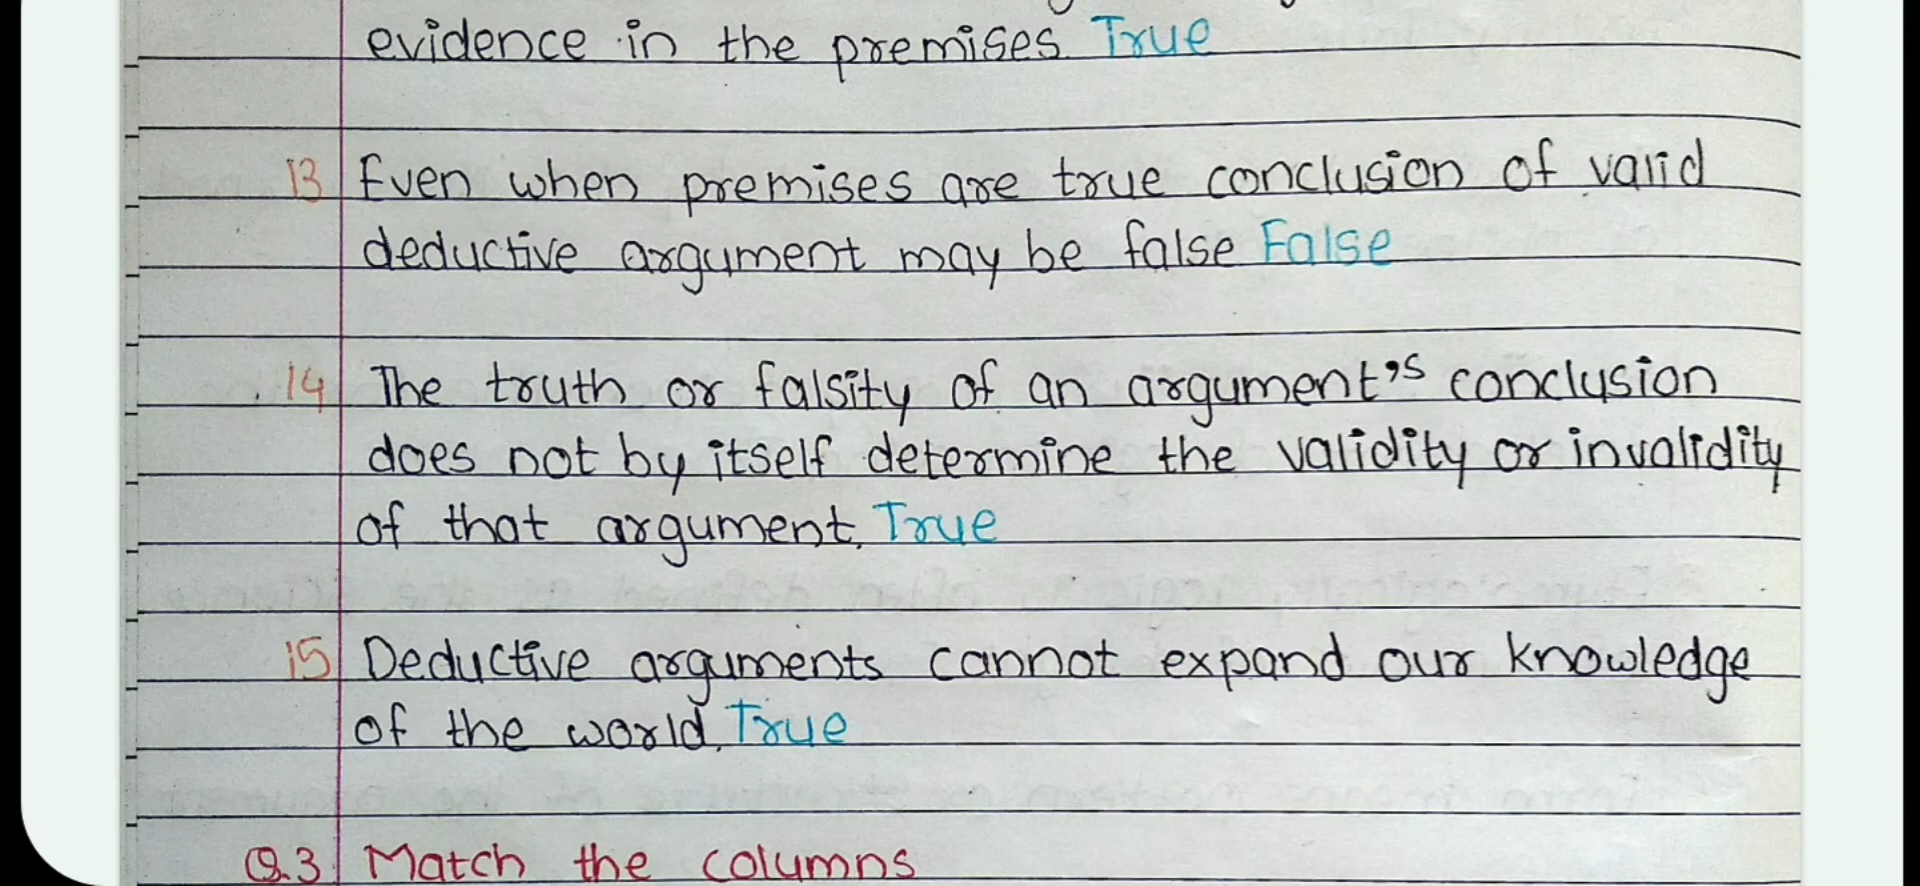 evidence in the premises. True
13 Even when premises are true conclusion of valid
deductive argument may be false False
14 The truth or falsity of an argument's conclusion
does not by itself determine the validity or invalidity
of that argument. True
15 Deductive arguments cannot expand our knowledge
of the world. True
Q.3 Match the columns